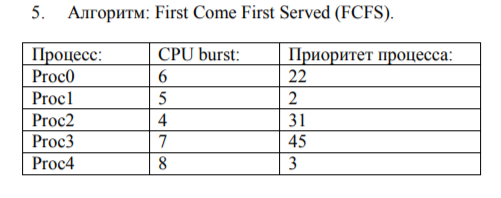 5. Алгоритм: First Come First Served (FCFS).
Процесс: CPU burst: Приоритет процесса:
Proc0 6 22
Proc1 5 2
Proc2 4 31
Proc3 7 45
Proc4 8 3